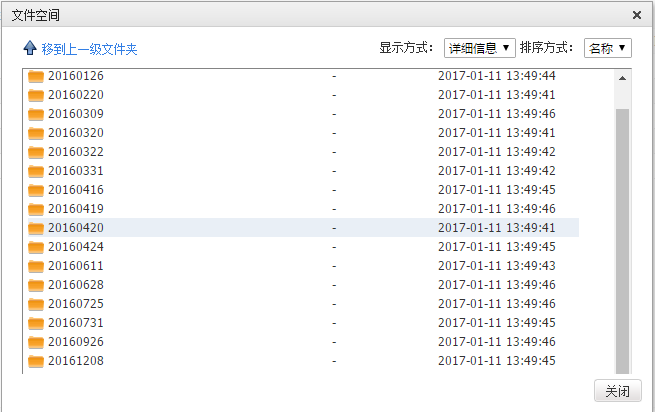 文件空间
移到上一级文件夹 显示方式： 详细信息 排序方式： 名称
20160126 - 2017-01-11 13:49:44
20160220 - 2017-01-11 13:49:41
20160309 - 2017-01-11 13:49:46
20160320 - 2017-01-11 13:49:41
20160322 - 2017-01-11 13:49:42
20160331 - 2017-01-11 13:49:42
20160416 - 2017-01-11 13:49:45
20160419 - 2017-01-11 13:49:46
20160420 - 2017-01-11 13:49:41
20160424 - 2017-01-11 13:49:45
20160611 - 2017-01-11 13:49:43
20160628 - 2017-01-11 13:49:46
20160725 - 2017-01-11 13:49:46
20160731 - 2017-01-11 13:49:45
20160926 - 2017-01-11 13:49:46
20161208 - 2017-01-11 13:49:45
关闭